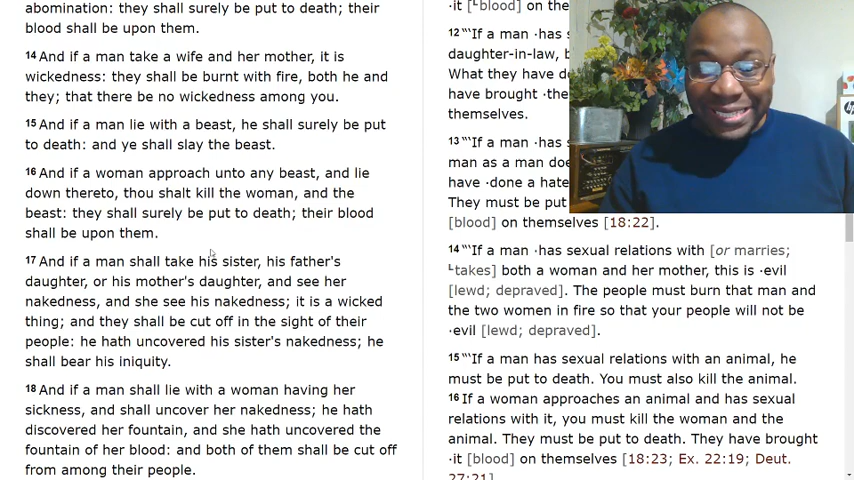 abomination: they shall surely be put to death; their
blood shall be upon them.
14 And if a man take a wife and her mother, it is
wickedness: they shall be burnt with fire, both he and
they; that there be no wickedness among you.
15 And if a man lie with a beast, he shall surely be put
to death: and ye shall slay the beast.
16 And if a woman approach unto any beast, and lie
down thereto, thou shalt kill the woman, and the
beast: they shall surely be put to death; their blood
shall be upon them.
17 And if a man shall take his sister, his father's
daughter, or his mother's daughter, and see her
nakedness, and she see his nakedness; it is a wicked
thing; and they shall be cut off in the sight of their
people: he hath uncovered his sister's nakedness; he
shall bear his iniquity.
18 And if a man shall lie with a woman having her
sickness, and shall uncover her nakedness; he hath
discovered her fountain, and she hath uncovered the
fountain of her blood: and both of them shall be cut off
from among their people.
·it [└blood] on the
12 “‘If a man ·has s
daughter-in-law, b
What they have d
have brought ·the
themselves.
13 “‘If a man ·has
man as a man doe
have ·done a hate
They must be put
[blood] on themselves [18:22].
14 “‘If a man ·has sexual relations with [or marries;
└takes] both a woman and her mother, this is ·evil
[lewd; depraved]. The people must burn that man and
the two women in fire so that your people will not be
·evil [lewd; depraved].
15 “‘If a man has sexual relations with an animal, he
must be put to death. You must also kill the animal.
16 If a woman approaches an animal and has sexual
relations with it, you must kill the woman and the
animal. They must be put to death. They have brought
·it [blood] on themselves [18:23; Ex. 22:19; Deut.
27:21]
hp